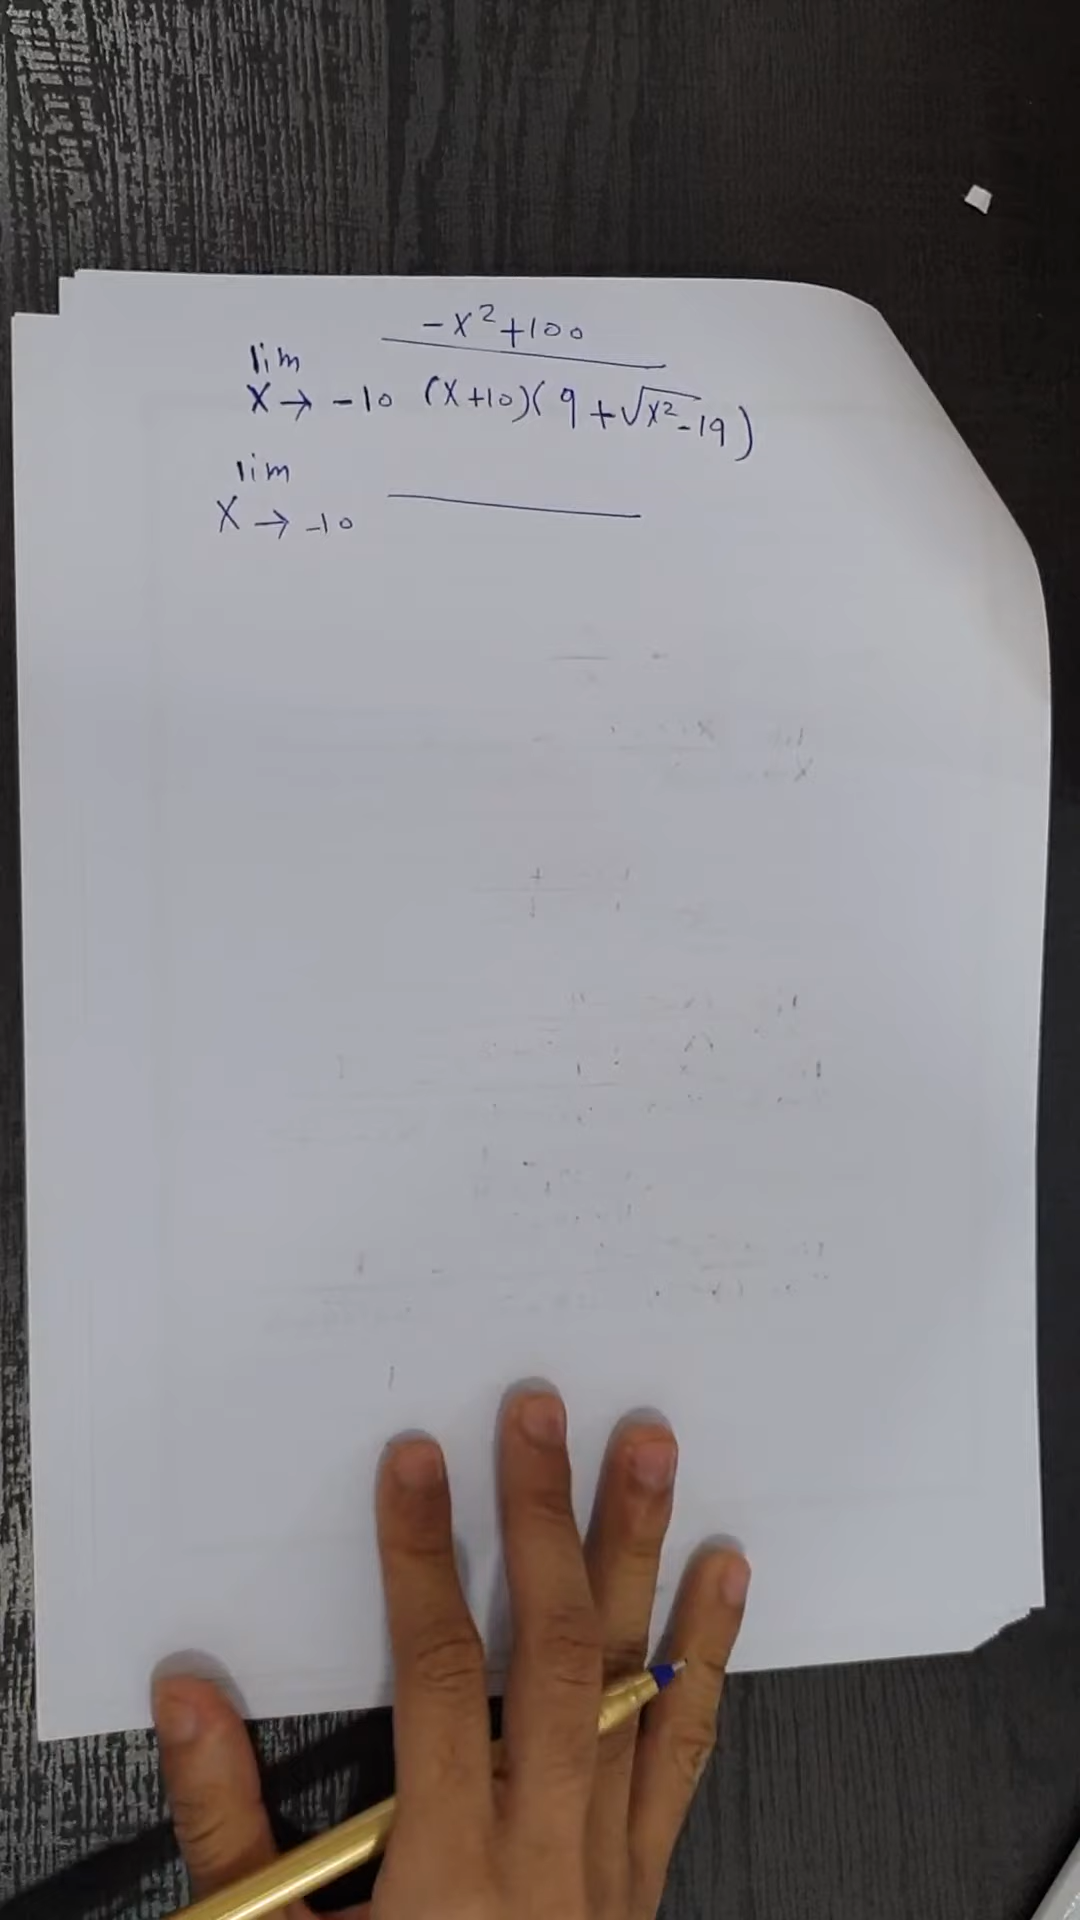 lim x→-10 (-x²+100)/((x+10)(9+√(x²-19)))
lim x→-10